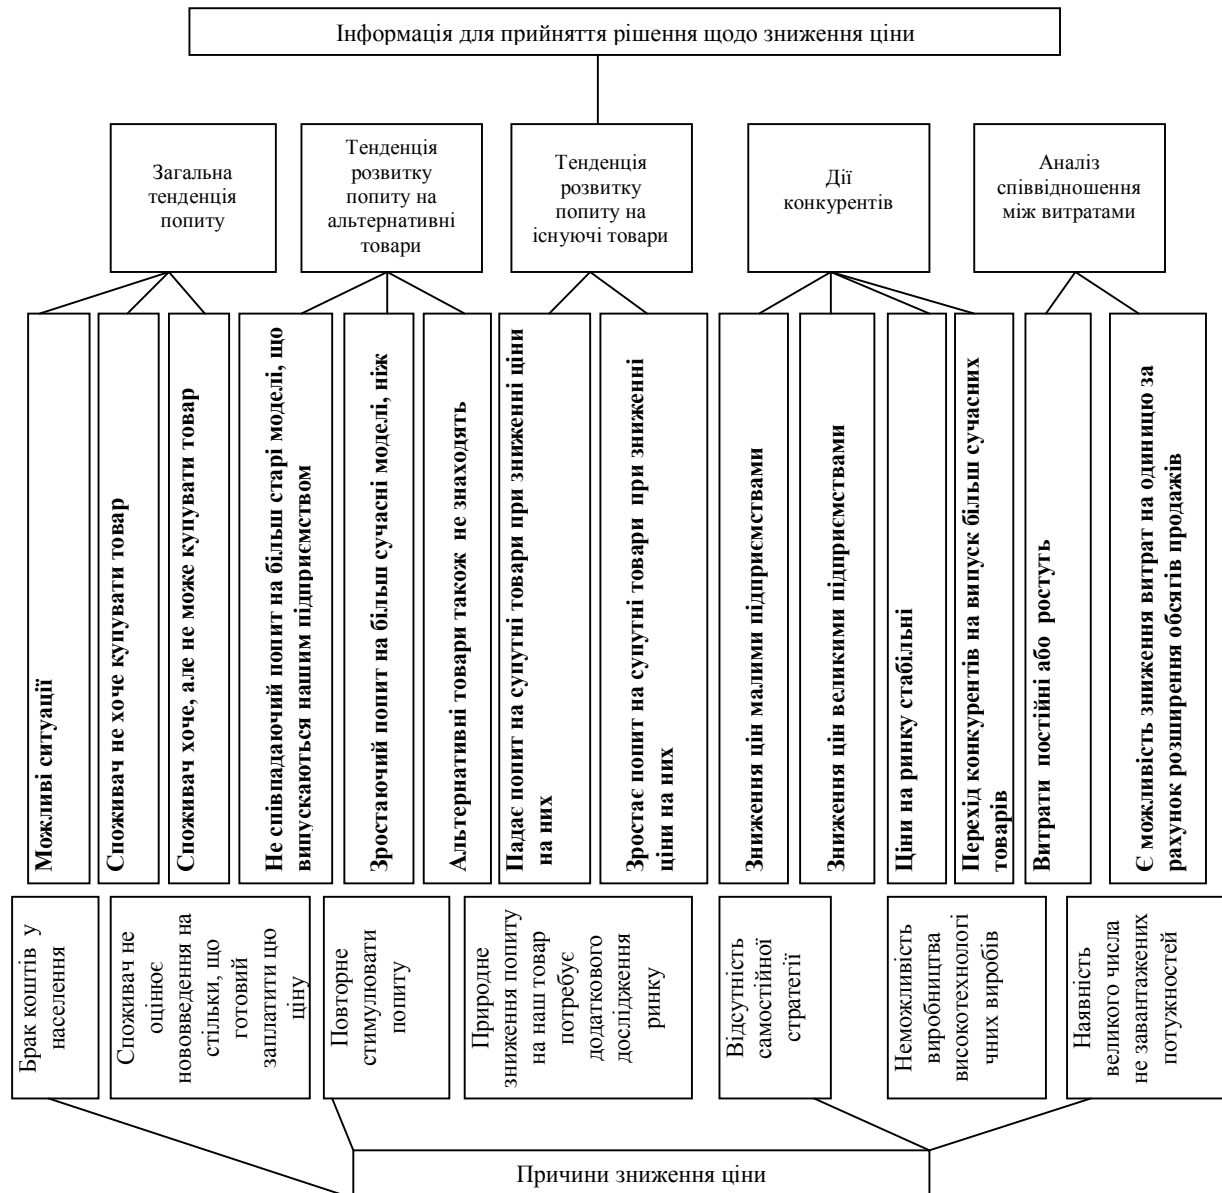 Інформація для прийняття рішення щодо зниження ціни
Загальна
тенденція
попиту
Тенденція
розвитку
попиту на
альтернативні
товари
Тенденція
розвитку
попиту на
існуючі товари
Дії
конкурентів
Аналіз
співвідношення
між витратами
Можливі ситуації
Споживач не хоче купувати товар
Споживач хоче, але не може купувати товар
Не співпадаючий попит на більш старі моделі, що
випускаються нашим підприємством
Зростаючий попит на більш сучасні моделі, ніж
Альтернативні товари також не знаходять
Падає попит на супутні товари при зниженні ціни
на них
Зростає попит на супутні товари при зниженні
ціни на них
Зниження цін малими підприємствами
Зниження цін великими підприємствами
Ціни на ринку стабільні
Перехід конкурентів на випуск більш сучасних
товарів
Витрати постійні або ростуть
Є можливість зниження витрат на одиницю за
рахунок розширення обсягів продажів
Брак коштів у
населення
Споживач не
оцінює
нововведення на
стільки, що
готовий
заплатити цю
ціну
Повторне
стимулювати
попиту
Природне
зниження попиту
на наш товар
потребує
додаткового
дослідження
ринку
Відсутність
самостійної
стратегії
Неможливість
виробництва
високотехнологі
чних виробів
Наявність
великого числа
не завантажених
потужностей
Причини зниження ціни